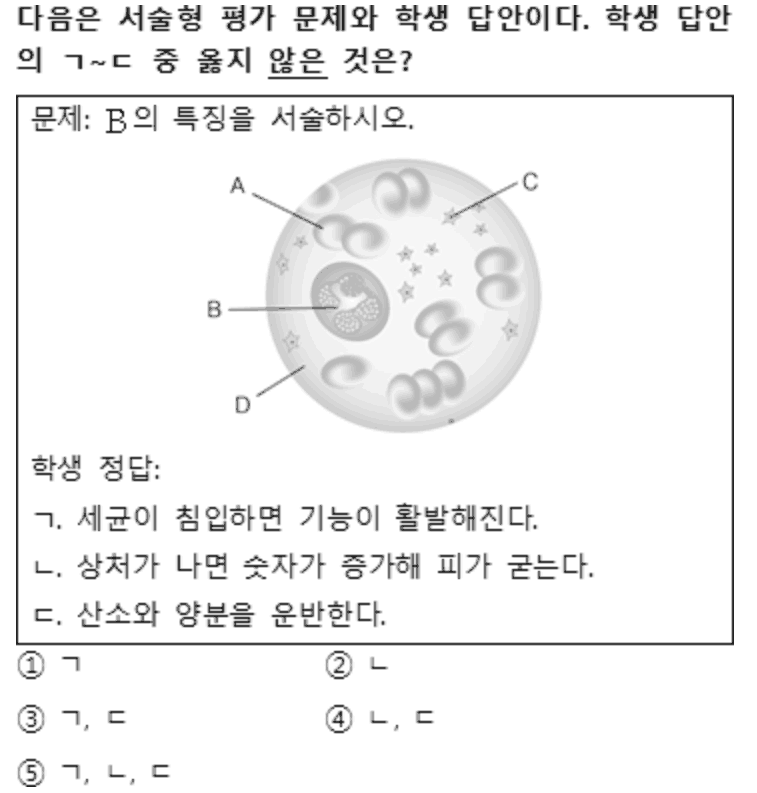 다음은 서술형 평가 문제와 학생 답안이다. 학생 답안
의 ㄱ~ㄷ 중 옳지 않은 것은?
문제: B의 특징을 서술하시오.
A
C
B
D
학생 정답:
ㄱ. 세균이 침입하면 기능이 활발해진다.
ㄴ. 상처가 나면 숫자가 증가해 피가 굳는다.
ㄷ. 산소와 양분을 운반한다.
① ㄱ ② ㄴ
③ ㄱ, ㄷ ④ ㄴ, ㄷ
⑤ ㄱ, ㄴ, ㄷ